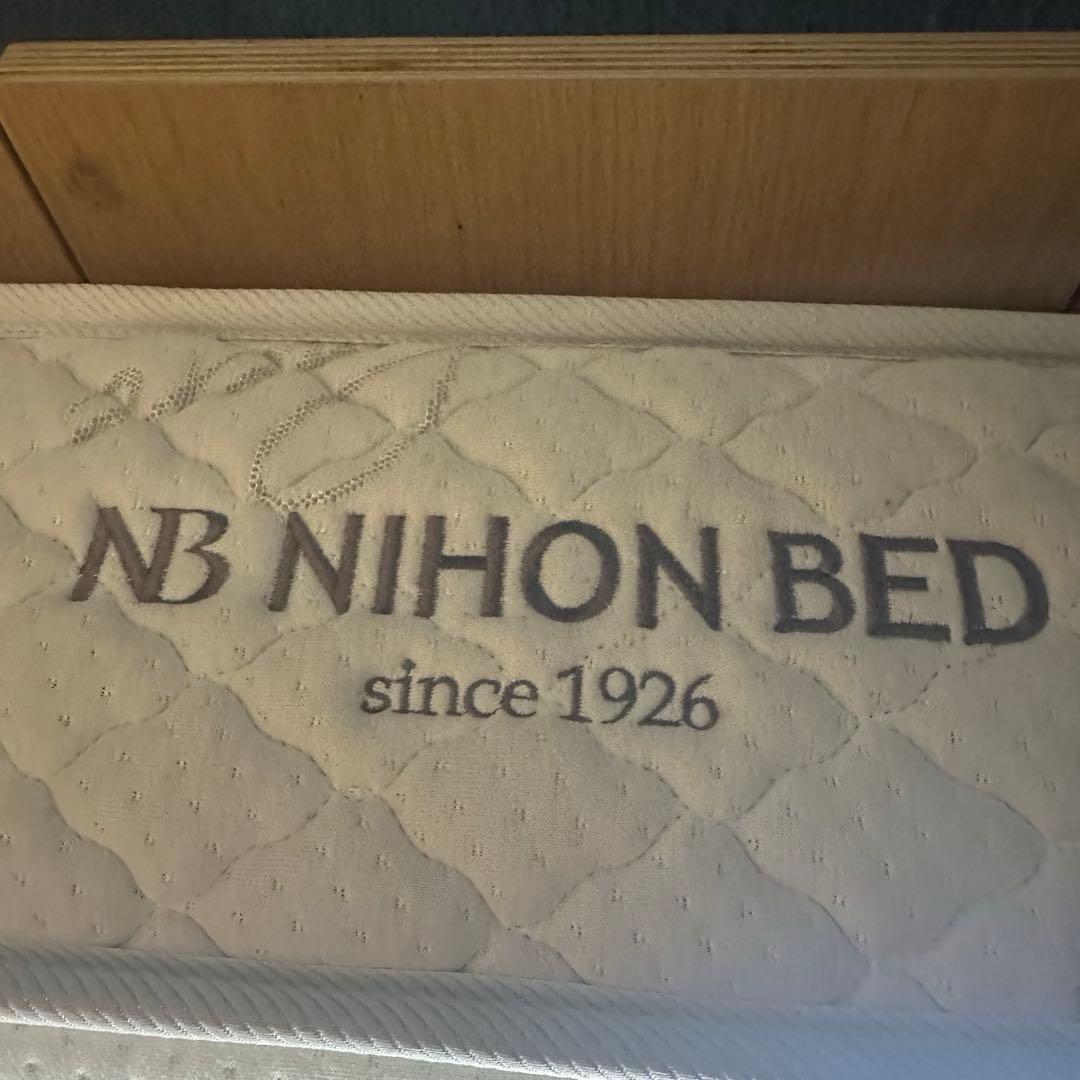 NB NIHON BED
since 1926